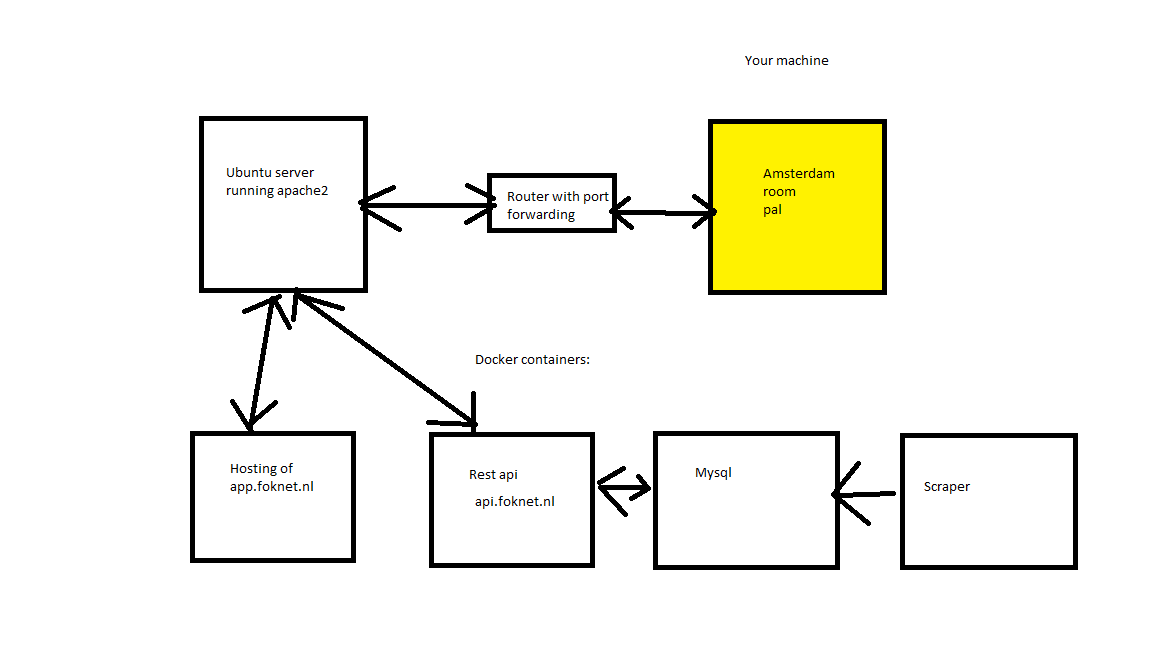 Your machine
Ubuntu server
running apache2
Router with port
forwarding
Amsterdam
room
pal
Docker containers:
Hosting of
app.foknet.nl
Rest api
api.foknet.nl
Mysql
Scraper